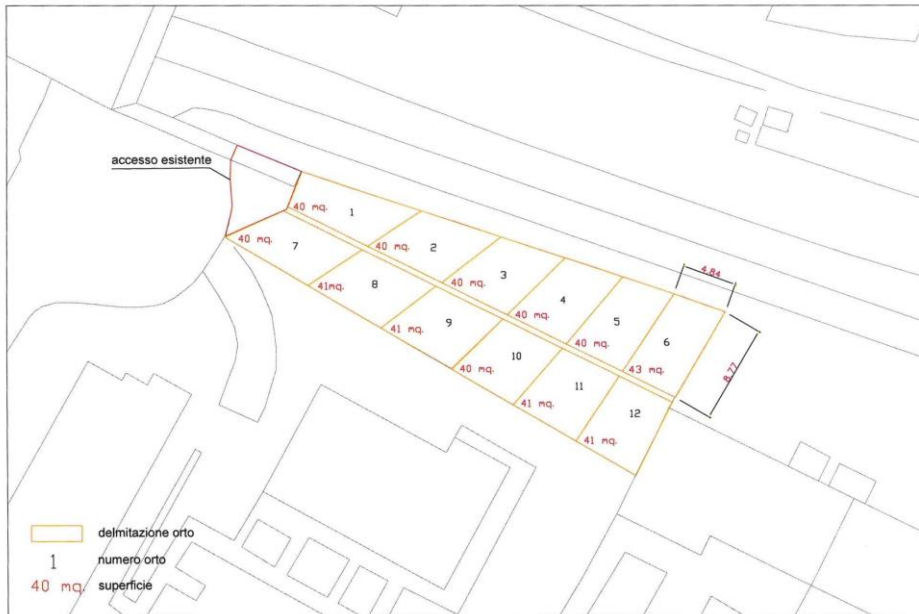 accesso esistente
40 mq.
1
40 mq.
2
40 mq.
3
40 mq.
4
40 mq.
5
43 mq.
6
40 mq.
7
41mq.
8
41 mq.
9
40 mq.
10
41 mq.
11
41 mq.
12
4.84
8.77
delmitazione orto
1 numero orto
40 mq. superficie